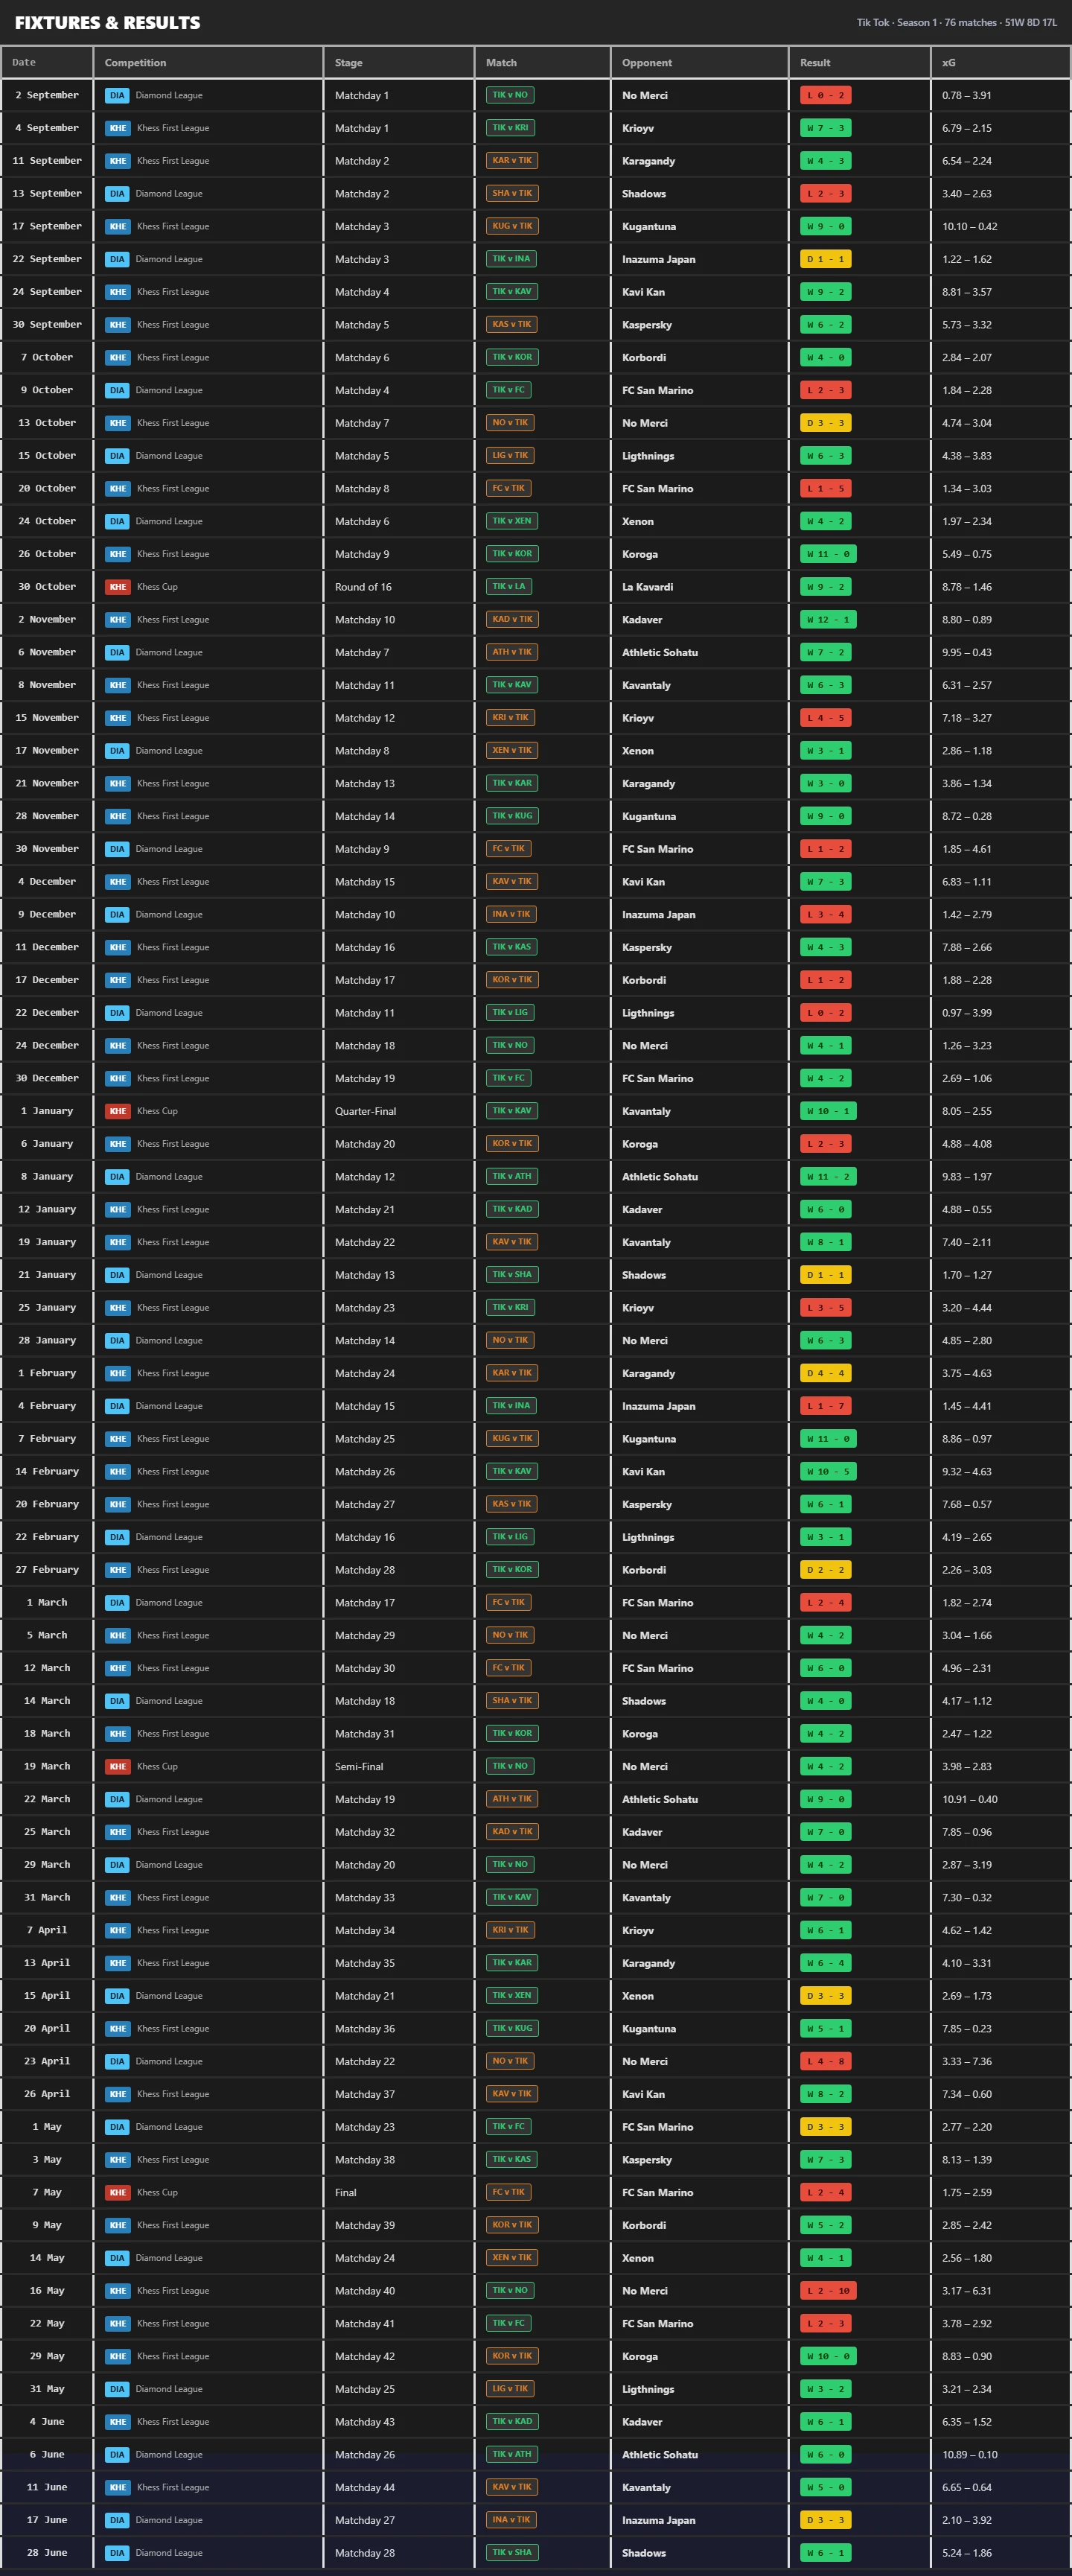 FIXTURES & RESULTS
Tik Tok · Season 1 · 76 matches · 51W 8D 17L
Date Competition Stage Match Opponent Result xG
2 September DIA Diamond League Matchday 1 TIK v NO No Merci L 0 - 2 0.78 – 3.91
4 September KHE Khess First League Matchday 1 TIK v KRI Krioyv W 7 - 3 6.79 – 2.15
11 September KHE Khess First League Matchday 2 KAR v TIK Karagandy W 4 - 3 6.54 – 2.24
13 September DIA Diamond League Matchday 2 SHA v TIK Shadows L 2 - 3 3.40 – 2.63
17 September KHE Khess First League Matchday 3 KUG v TIK Kugantuna W 9 - 0 10.10 – 0.42
22 September DIA Diamond League Matchday 3 TIK v INA Inazuma Japan D 1 - 1 1.22 – 1.62
24 September KHE Khess First League Matchday 4 TIK v KAV Kavi Kan W 9 - 2 8.81 – 3.57
30 September KHE Khess First League Matchday 5 KAS v TIK Kaspersky W 6 - 2 5.73 – 3.32
7 October KHE Khess First League Matchday 6 TIK v KOR Korbordi W 4 - 0 2.84 – 2.07
9 October DIA Diamond League Matchday 4 TIK v FC FC San Marino L 2 - 3 1.84 – 2.28
13 October KHE Khess First League Matchday 7 NO v TIK No Merci D 3 - 3 4.74 – 3.04
15 October DIA Diamond League Matchday 5 LIG v TIK Ligthnings W 6 - 3 4.38 – 3.83
20 October KHE Khess First League Matchday 8 FC v TIK FC San Marino L 1 - 5 1.34 – 3.03
24 October DIA Diamond League Matchday 6 TIK v XEN Xenon W 4 - 2 1.97 – 2.34
26 October KHE Khess First League Matchday 9 TIK v KOR Koroga W 11 - 0 5.49 – 0.75
30 October KHE Khess Cup Round of 16 TIK v LA La Kavardi W 9 - 2 8.78 – 1.46
2 November KHE Khess First League Matchday 10 KAD v TIK Kadaver W 12 - 1 8.80 – 0.89
6 November DIA Diamond League Matchday 7 ATH v TIK Athletic Sohatu W 7 - 2 9.95 – 0.43
8 November KHE Khess First League Matchday 11 TIK v KAV Kavantaly W 6 - 3 6.31 – 2.57
15 November KHE Khess First League Matchday 12 KRI v TIK Krioyv L 4 - 5 7.18 – 3.27
17 November DIA Diamond League Matchday 8 XEN v TIK Xenon W 3 - 1 2.86 – 1.18
21 November KHE Khess First League Matchday 13 TIK v KAR Karagandy W 3 - 0 3.86 – 1.34
28 November KHE Khess First League Matchday 14 TIK v KUG Kugantuna W 9 - 0 8.72 – 0.28
30 November DIA Diamond League Matchday 9 FC v TIK FC San Marino L 1 - 2 1.85 – 4.61
4 December KHE Khess First League Matchday 15 KAV v TIK Kavi Kan W 7 - 3 6.83 – 1.11
9 December DIA Diamond League Matchday 10 INA v TIK Inazuma Japan L 3 - 4 1.42 – 2.79
11 December KHE Khess First League Matchday 16 TIK v KAS Kaspersky W 4 - 3 7.88 – 2.66
17 December KHE Khess First League Matchday 17 KOR v TIK Korbordi L 1 - 2 1.88 – 2.28
22 December DIA Diamond League Matchday 11 TIK v LIG Ligthnings L 0 - 2 0.97 – 3.99
24 December KHE Khess First League Matchday 18 TIK v NO No Merci W 4 - 1 1.26 – 3.23
30 December KHE Khess First League Matchday 19 TIK v FC FC San Marino W 4 - 2 2.69 – 1.06
1 January KHE Khess Cup Quarter-Final TIK v KAV Kavantaly W 10 - 1 8.05 – 2.55
6 January KHE Khess First League Matchday 20 KOR v TIK Koroga L 2 - 3 4.88 – 4.08
8 January DIA Diamond League Matchday 12 TIK v ATH Athletic Sohatu W 11 - 2 9.83 – 1.97
12 January KHE Khess First League Matchday 21 TIK v KAD Kadaver W 6 - 0 4.88 – 0.55
19 January KHE Khess First League Matchday 22 KAV v TIK Kavantaly W 8 - 1 7.40 – 2.11
21 January DIA Diamond League Matchday 13 TIK v SHA Shadows D 1 - 1 1.70 – 1.27
25 January KHE Khess First League Matchday 23 TIK v KRI Krioyv L 3 - 5 3.20 – 4.44
28 January DIA Diamond League Matchday 14 NO v TIK No Merci W 6 - 3 4.85 – 2.80
1 February KHE Khess First League Matchday 24 KAR v TIK Karagandy D 4 - 4 3.75 – 4.63
4 February DIA Diamond League Matchday 15 TIK v INA Inazuma Japan L 1 - 7 1.45 – 4.41
7 February KHE Khess First League Matchday 25 KUG v TIK Kugantuna W 11 - 0 8.86 – 0.97
14 February KHE Khess First League Matchday 26 TIK v KAV Kavi Kan W 10 - 5 9.32 – 4.63
20 February KHE Khess First League Matchday 27 KAS v TIK Kaspersky W 6 - 1 7.68 – 0.57
22 February DIA Diamond League Matchday 16 TIK v LIG Ligthnings W 3 - 1 4.19 – 2.65
27 February KHE Khess First League Matchday 28 TIK v KOR Korbordi D 2 - 2 2.26 – 3.03
1 March DIA Diamond League Matchday 17 FC v TIK FC San Marino L 2 - 4 1.82 – 2.74
5 March KHE Khess First League Matchday 29 NO v TIK No Merci W 4 - 2 3.04 – 1.66
12 March KHE Khess First League Matchday 30 FC v TIK FC San Marino W 6 - 0 4.96 – 2.31
14 March DIA Diamond League Matchday 18 SHA v TIK Shadows W 4 - 0 4.17 – 1.12
18 March KHE Khess First League Matchday 31 TIK v KOR Koroga W 4 - 2 2.47 – 1.22
19 March KHE Khess Cup Semi-Final TIK v NO No Merci W 4 - 2 3.98 – 2.83
22 March DIA Diamond League Matchday 19 ATH v TIK Athletic Sohatu W 9 - 0 10.91 – 0.40
25 March KHE Khess First League Matchday 32 KAD v TIK Kadaver W 7 - 0 7.85 – 0.96
29 March DIA Diamond League Matchday 20 TIK v NO No Merci W 4 - 2 2.87 – 3.19
31 March KHE Khess First League Matchday 33 TIK v KAV Kavantaly W 7 - 0 7.30 – 0.32
7 April KHE Khess First League Matchday 34 KRI v TIK Krioyv W 6 - 1 4.62 – 1.42
13 April KHE Khess First League Matchday 35 TIK v KAR Karagandy W 6 - 4 4.10 – 3.31
15 April DIA Diamond League Matchday 21 TIK v XEN Xenon D 3 - 3 2.69 – 1.73
20 April KHE Khess First League Matchday 36 TIK v KUG Kugantuna W 5 - 1 7.85 – 0.23
23 April DIA Diamond League Matchday 22 NO v TIK No Merci L 4 - 8 3.33 – 7.36
26 April KHE Khess First League Matchday 37 KAV v TIK Kavi Kan W 8 - 2 7.34 – 0.60
1 May DIA Diamond League Matchday 23 TIK v FC FC San Marino D 3 - 3 2.77 – 2.20
3 May KHE Khess First League Matchday 38 TIK v KAS Kaspersky W 7 - 3 8.13 – 1.39
7 May KHE Khess Cup Final FC v TIK FC San Marino L 2 - 4 1.75 – 2.59
9 May KHE Khess First League Matchday 39 KOR v TIK Korbordi W 5 - 2 2.85 – 2.42
14 May DIA Diamond League Matchday 24 XEN v TIK Xenon W 4 - 1 2.56 – 1.80
16 May KHE Khess First League Matchday 40 TIK v NO No Merci L 2 - 10 3.17 – 6.31
22 May KHE Khess First League Matchday 41 TIK v FC FC San Marino L 2 - 3 3.78 – 2.92
29 May KHE Khess First League Matchday 42 KOR v TIK Koroga W 10 - 0 8.83 – 0.90
31 May DIA Diamond League Matchday 25 LIG v TIK Ligthnings W 3 - 2 3.21 – 2.34
4 June KHE Khess First League Matchday 43 TIK v KAD Kadaver W 6 - 1 6.35 – 1.52
6 June DIA Diamond League Matchday 26 TIK v ATH Athletic Sohatu W 6 - 0 10.89 – 0.10
11 June KHE Khess First League Matchday 44 KAV v TIK Kavantaly W 5 - 0 6.65 – 0.64
17 June DIA Diamond League Matchday 27 INA v TIK Inazuma Japan D 3 - 3 2.10 – 3.92
28 June DIA Diamond League Matchday 28 TIK v SHA Shadows W 6 - 1 5.24 – 1.86